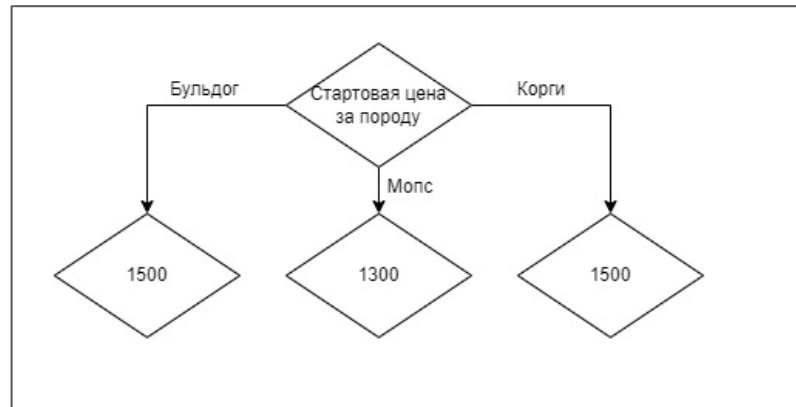 Бульдог
Стартовая цена
за породу
Корги
Мопс
1500
1300
1500